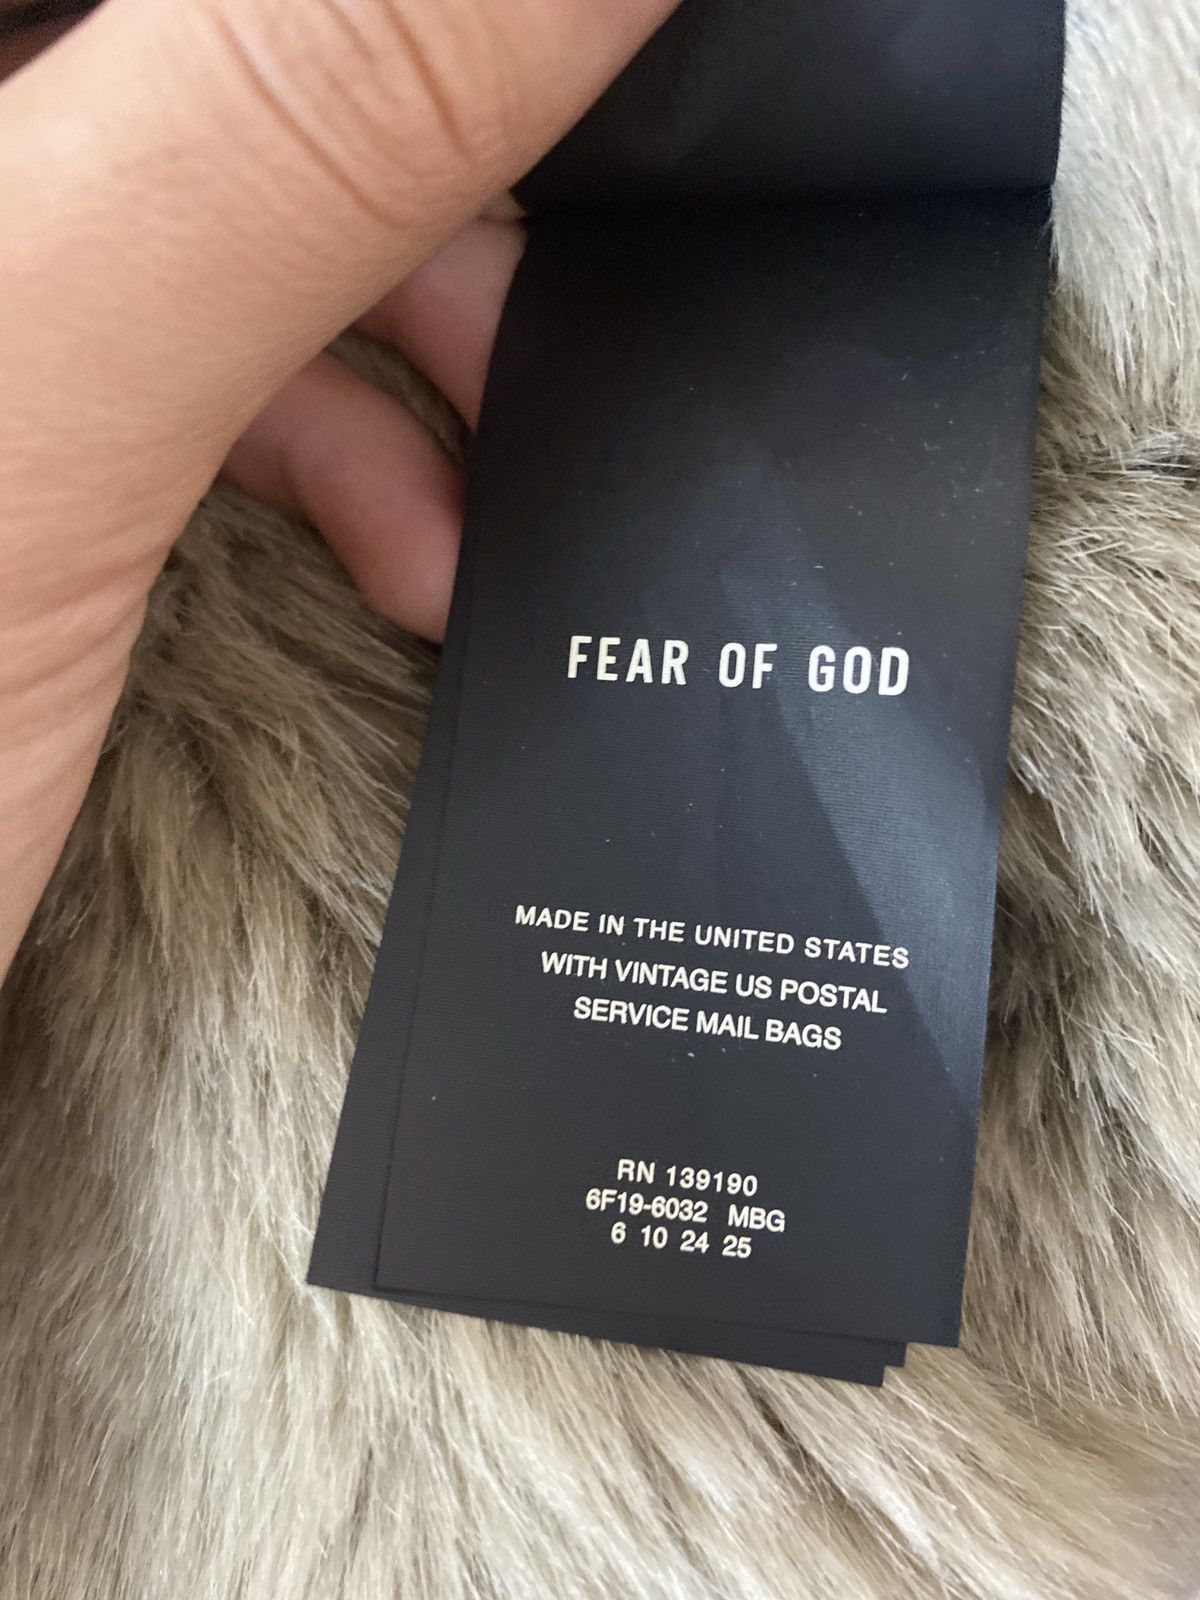 FEAR OF GOD
MADE IN THE UNITED STATES
WITH VINTAGE US POSTAL
SERVICE MAIL BAGS
RN 139190
6F19-6032 MBG
6 10 24 25